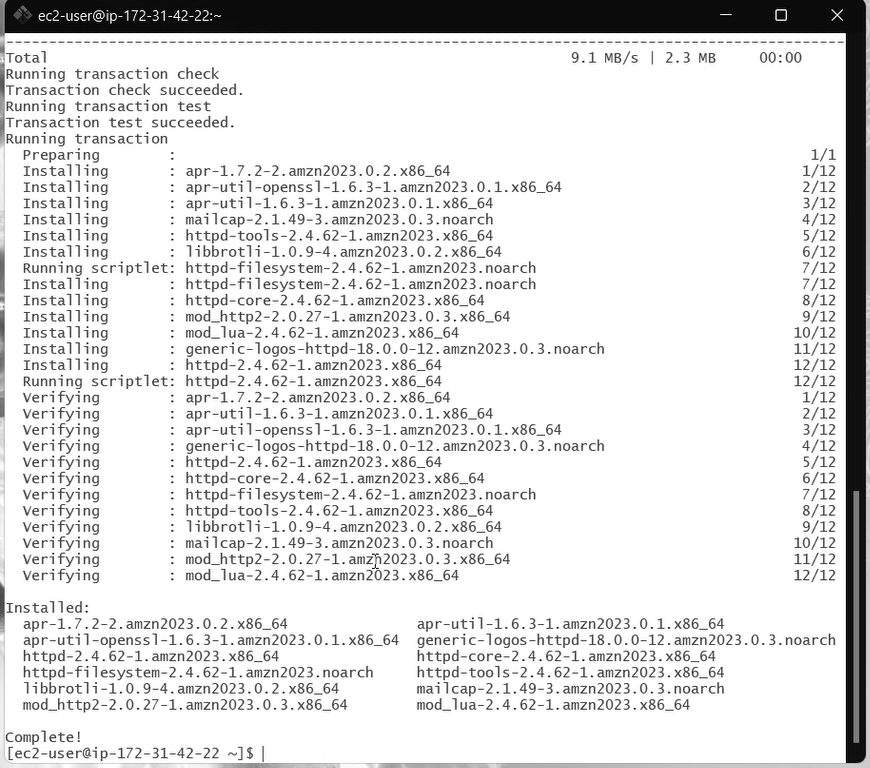 ec2-user@ip-172-31-42-22:~
--------------------------------------------------------------------------------
Total 9.1 MB/s | 2.3 MB 00:00
Running transaction check
Transaction check succeeded.
Running transaction test
Transaction test succeeded.
Running transaction
Preparing : 1/1
Installing : apr-1.7.2-2.amzn2023.0.2.x86_64 1/12
Installing : apr-util-openssl-1.6.3-1.amzn2023.0.1.x86_64 2/12
Installing : apr-util-1.6.3-1.amzn2023.0.1.x86_64 3/12
Installing : mailcap-2.1.49-3.amzn2023.0.3.noarch 4/12
Installing : httpd-tools-2.4.62-1.amzn2023.x86_64 5/12
Installing : libbrotli-1.0.9-4.amzn2023.0.2.x86_64 6/12
Running scriptlet: httpd-filesystem-2.4.62-1.amzn2023.noarch 7/12
Installing : httpd-filesystem-2.4.62-1.amzn2023.noarch 7/12
Installing : httpd-core-2.4.62-1.amzn2023.x86_64 8/12
Installing : mod_http2-2.0.27-1.amzn2023.0.3.x86_64 9/12
Installing : mod_lua-2.4.62-1.amzn2023.x86_64 10/12
Installing : generic-logos-httpd-18.0.0-12.amzn2023.0.3.noarch 11/12
Installing : httpd-2.4.62-1.amzn2023.x86_64 12/12
Running scriptlet: httpd-2.4.62-1.amzn2023.x86_64 12/12
Verifying : apr-1.7.2-2.amzn2023.0.2.x86_64 1/12
Verifying : apr-util-1.6.3-1.amzn2023.0.1.x86_64 2/12
Verifying : apr-util-openssl-1.6.3-1.amzn2023.0.1.x86_64 3/12
Verifying : generic-logos-httpd-18.0.0-12.amzn2023.0.3.noarch 4/12
Verifying : httpd-2.4.62-1.amzn2023.x86_64 5/12
Verifying : httpd-core-2.4.62-1.amzn2023.x86_64 6/12
Verifying : httpd-filesystem-2.4.62-1.amzn2023.noarch 7/12
Verifying : httpd-tools-2.4.62-1.amzn2023.x86_64 8/12
Verifying : libbrotli-1.0.9-4.amzn2023.0.2.x86_64 9/12
Verifying : mailcap-2.1.49-3.amzn2023.0.3.noarch 10/12
Verifying : mod_http2-2.0.27-1.amzn2023.0.3.x86_64 11/12
Verifying : mod_lua-2.4.62-1.amzn2023.x86_64 12/12
Installed:
apr-1.7.2-2.amzn2023.0.2.x86_64 apr-util-1.6.3-1.amzn2023.0.1.x86_64
apr-util-openssl-1.6.3-1.amzn2023.0.1.x86_64 generic-logos-httpd-18.0.0-12.amzn2023.0.3.noarch
httpd-2.4.62-1.amzn2023.x86_64 httpd-core-2.4.62-1.amzn2023.x86_64
httpd-filesystem-2.4.62-1.amzn2023.noarch httpd-tools-2.4.62-1.amzn2023.x86_64
libbrotli-1.0.9-4.amzn2023.0.2.x86_64 mailcap-2.1.49-3.amzn2023.0.3.noarch
mod_http2-2.0.27-1.amzn2023.0.3.x86_64 mod_lua-2.4.62-1.amzn2023.x86_64
Complete!
[ec2-user@ip-172-31-42-22 ~]$